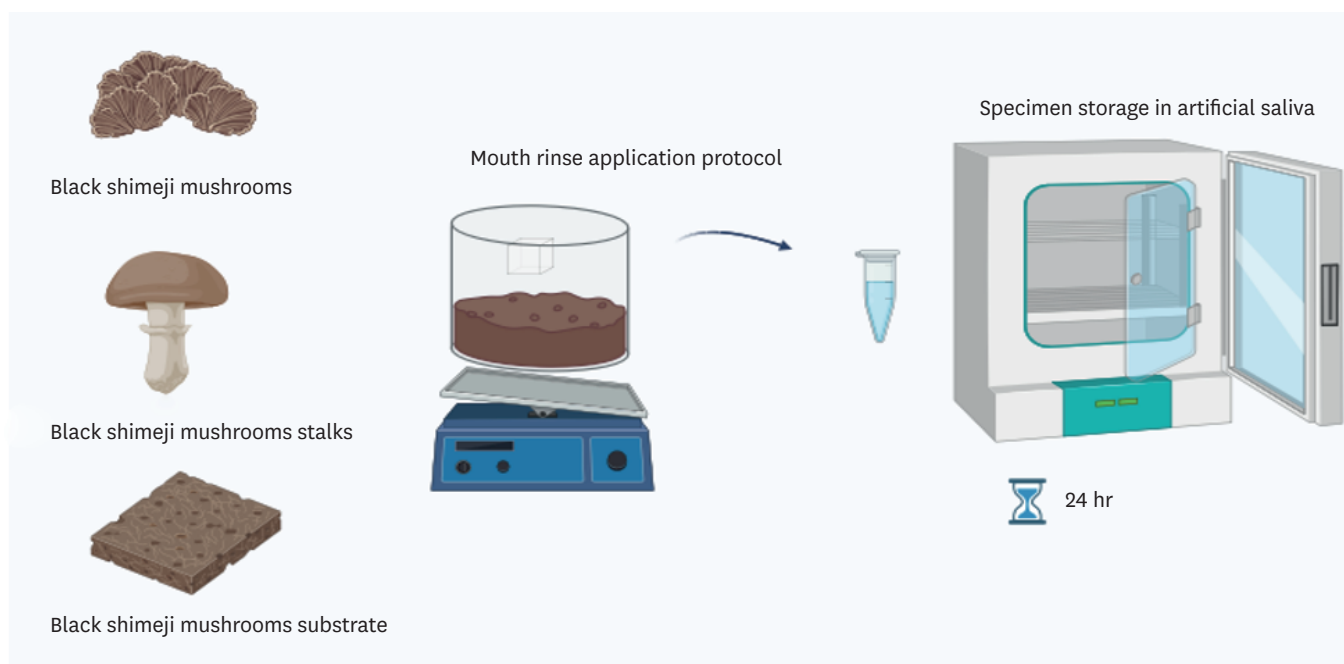 Black shimeji mushrooms
Black shimeji mushrooms stalks
Black shimeji mushrooms substrate
Mouth rinse application protocol
Specimen storage in artificial saliva
24 hr